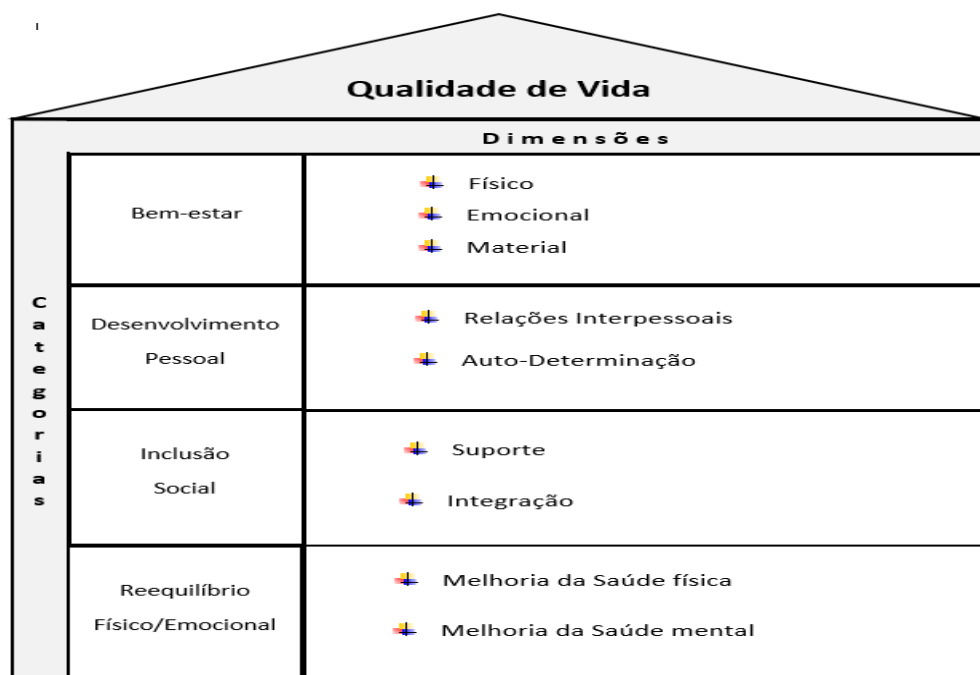 Qualidade de Vida
Dimensões
Categorias
Bem-estar
Físico
Emocional
Material
Desenvolvimento
Pessoal
Relações Interpessoais
Auto-Determinação
Inclusão
Social
Suporte
Integração
Reequilíbrio
Físico/Emocional
Melhoria da Saúde física
Melhoria da Saúde mental